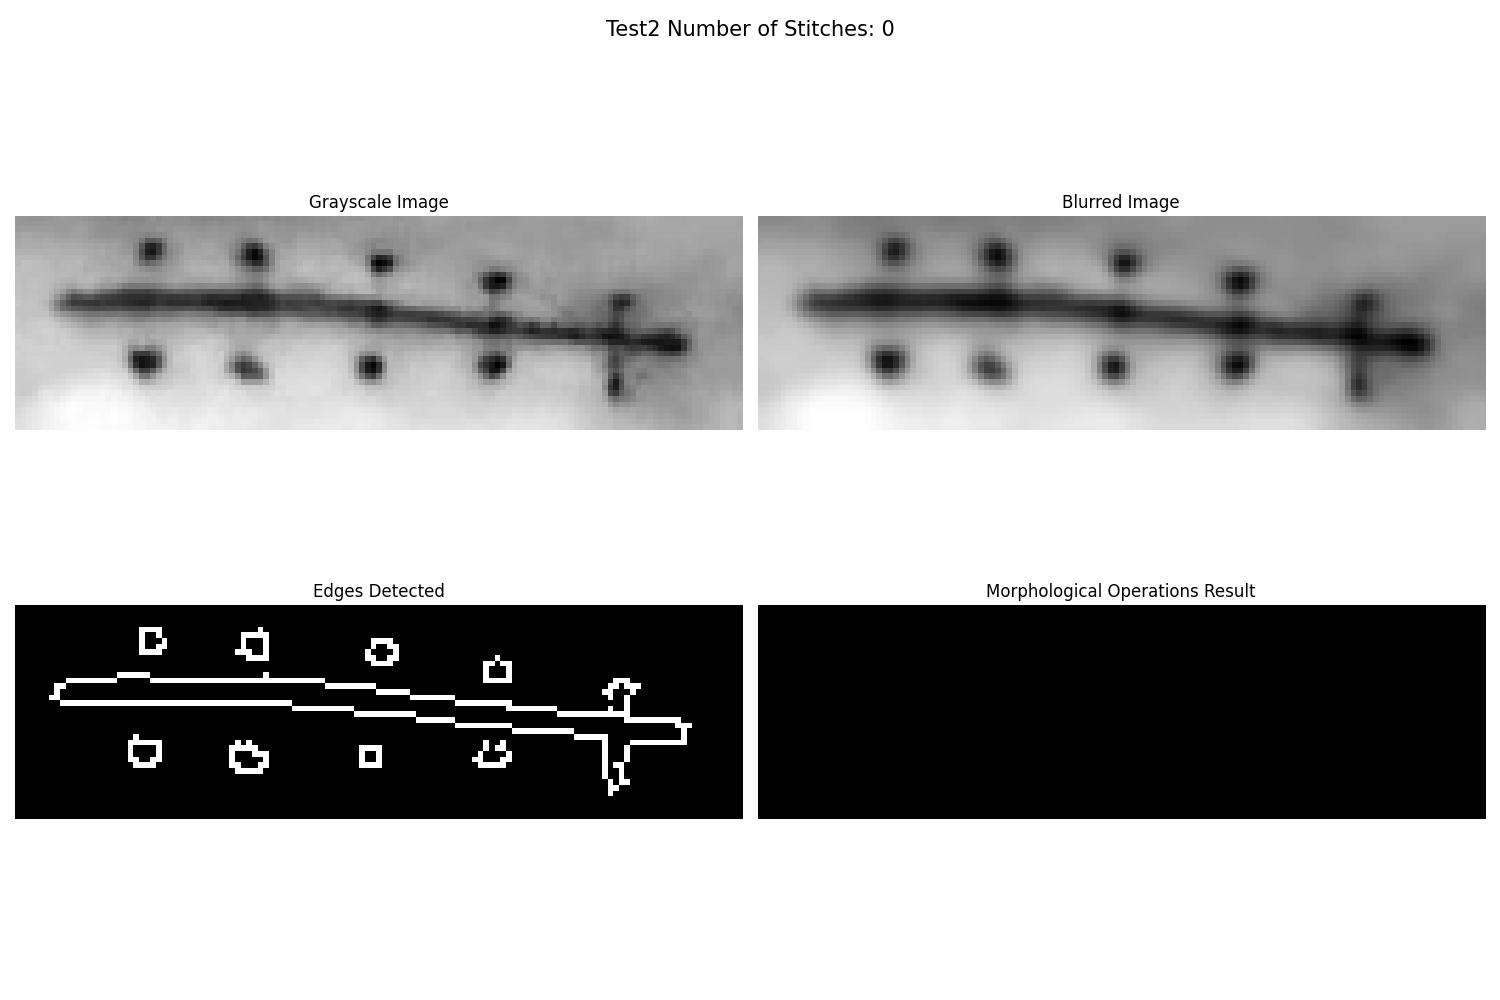 Test2 Number of Stitches: 0
Grayscale Image
Blurred Image
Edges Detected
Morphological Operations Result